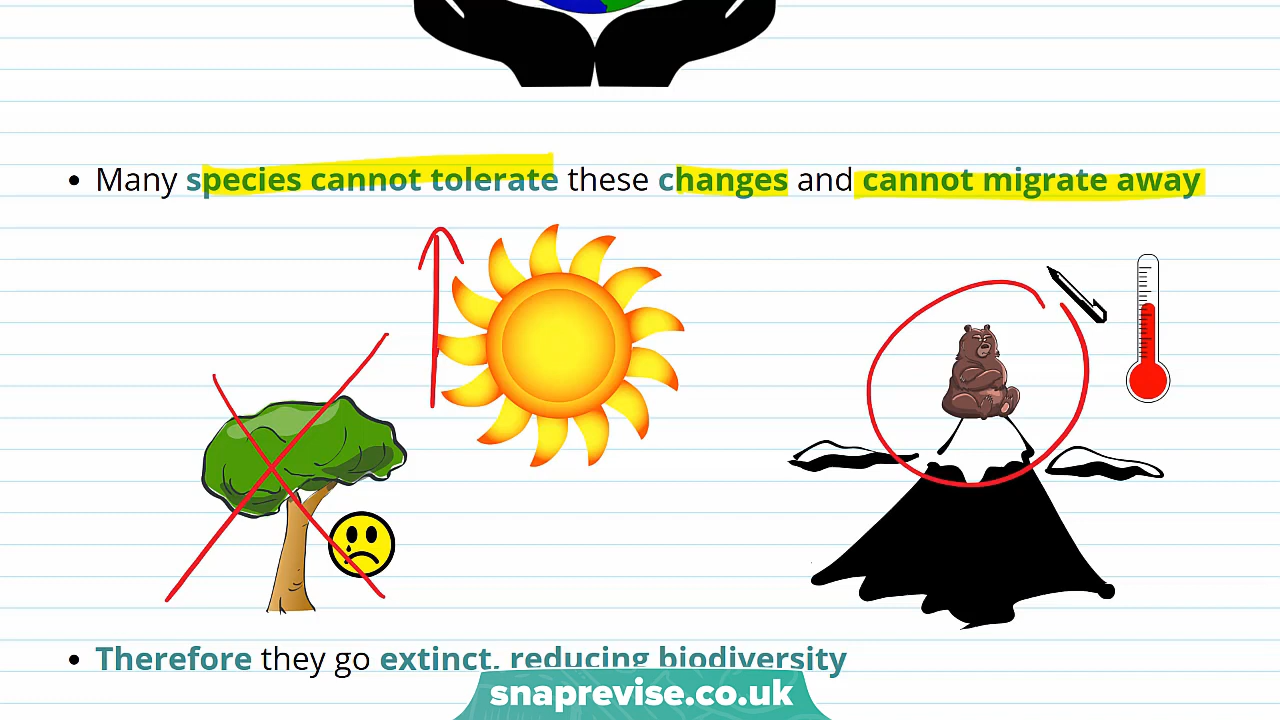 Many species cannot tolerate these changes and cannot migrate away
Therefore they go extinct, reducing biodiversity
snaprevise.co.uk